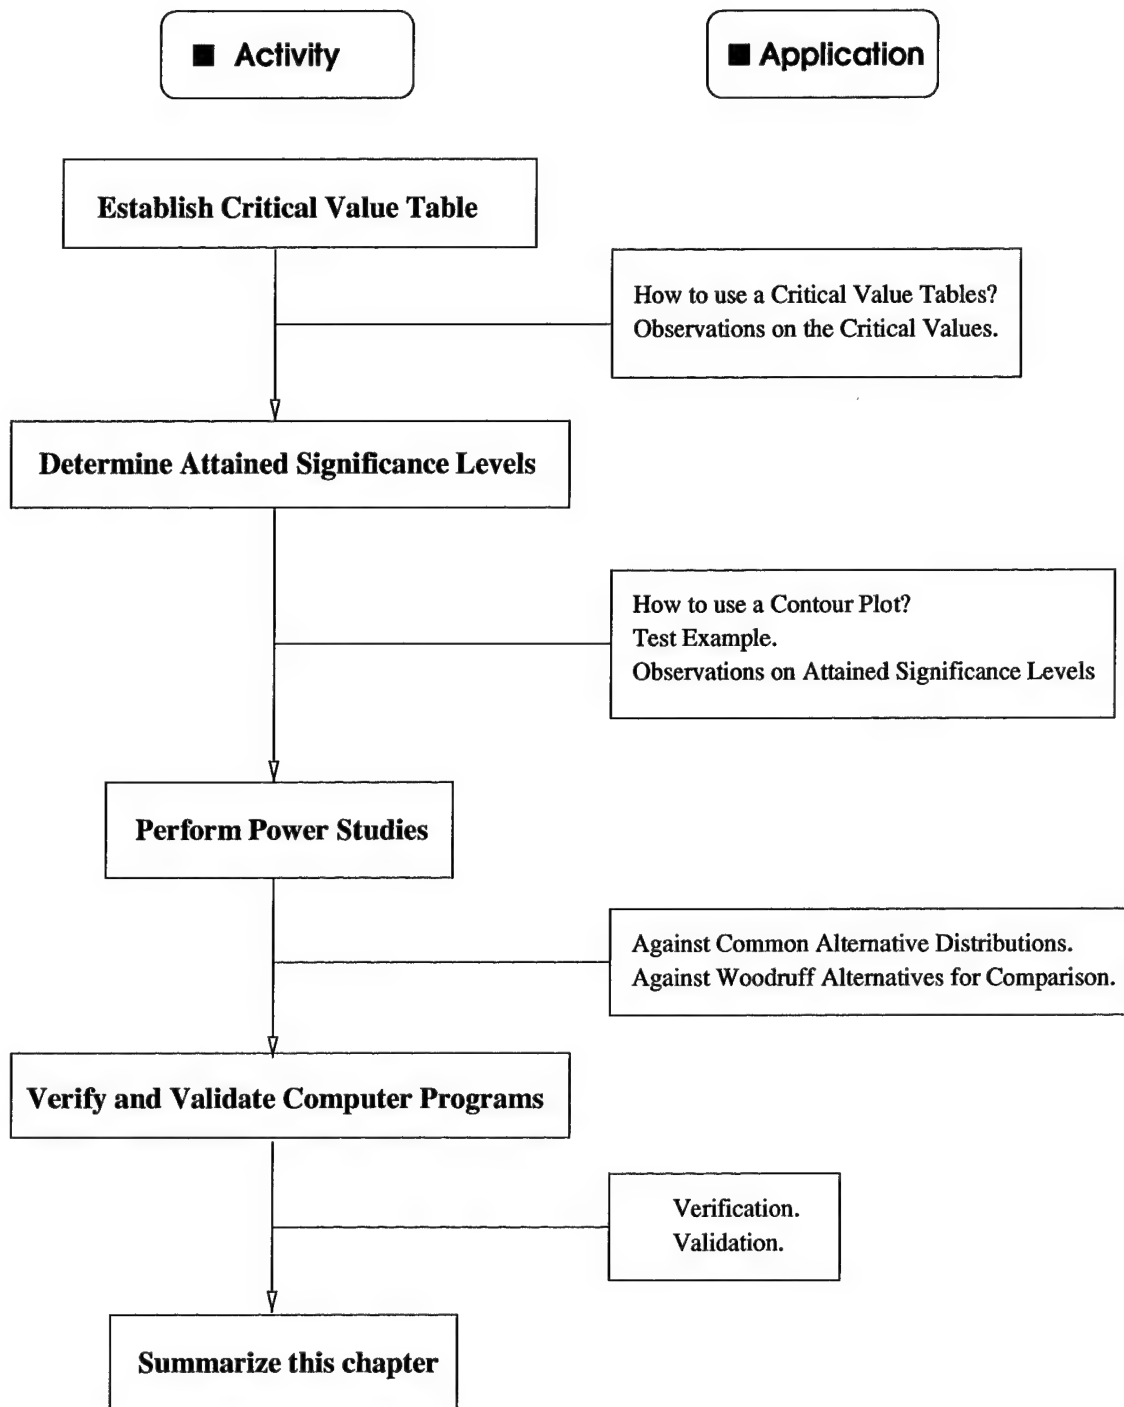 ■ Activity
■ Application
Establish Critical Value Table
How to use a Critical Value Tables?
Observations on the Critical Values.
Determine Attained Significance Levels
How to use a Contour Plot?
Test Example.
Observations on Attained Significance Levels
Perform Power Studies
Against Common Alternative Distributions.
Against Woodruff Alternatives for Comparison.
Verify and Validate Computer Programs
Verification.
Validation.
Summarize this chapter